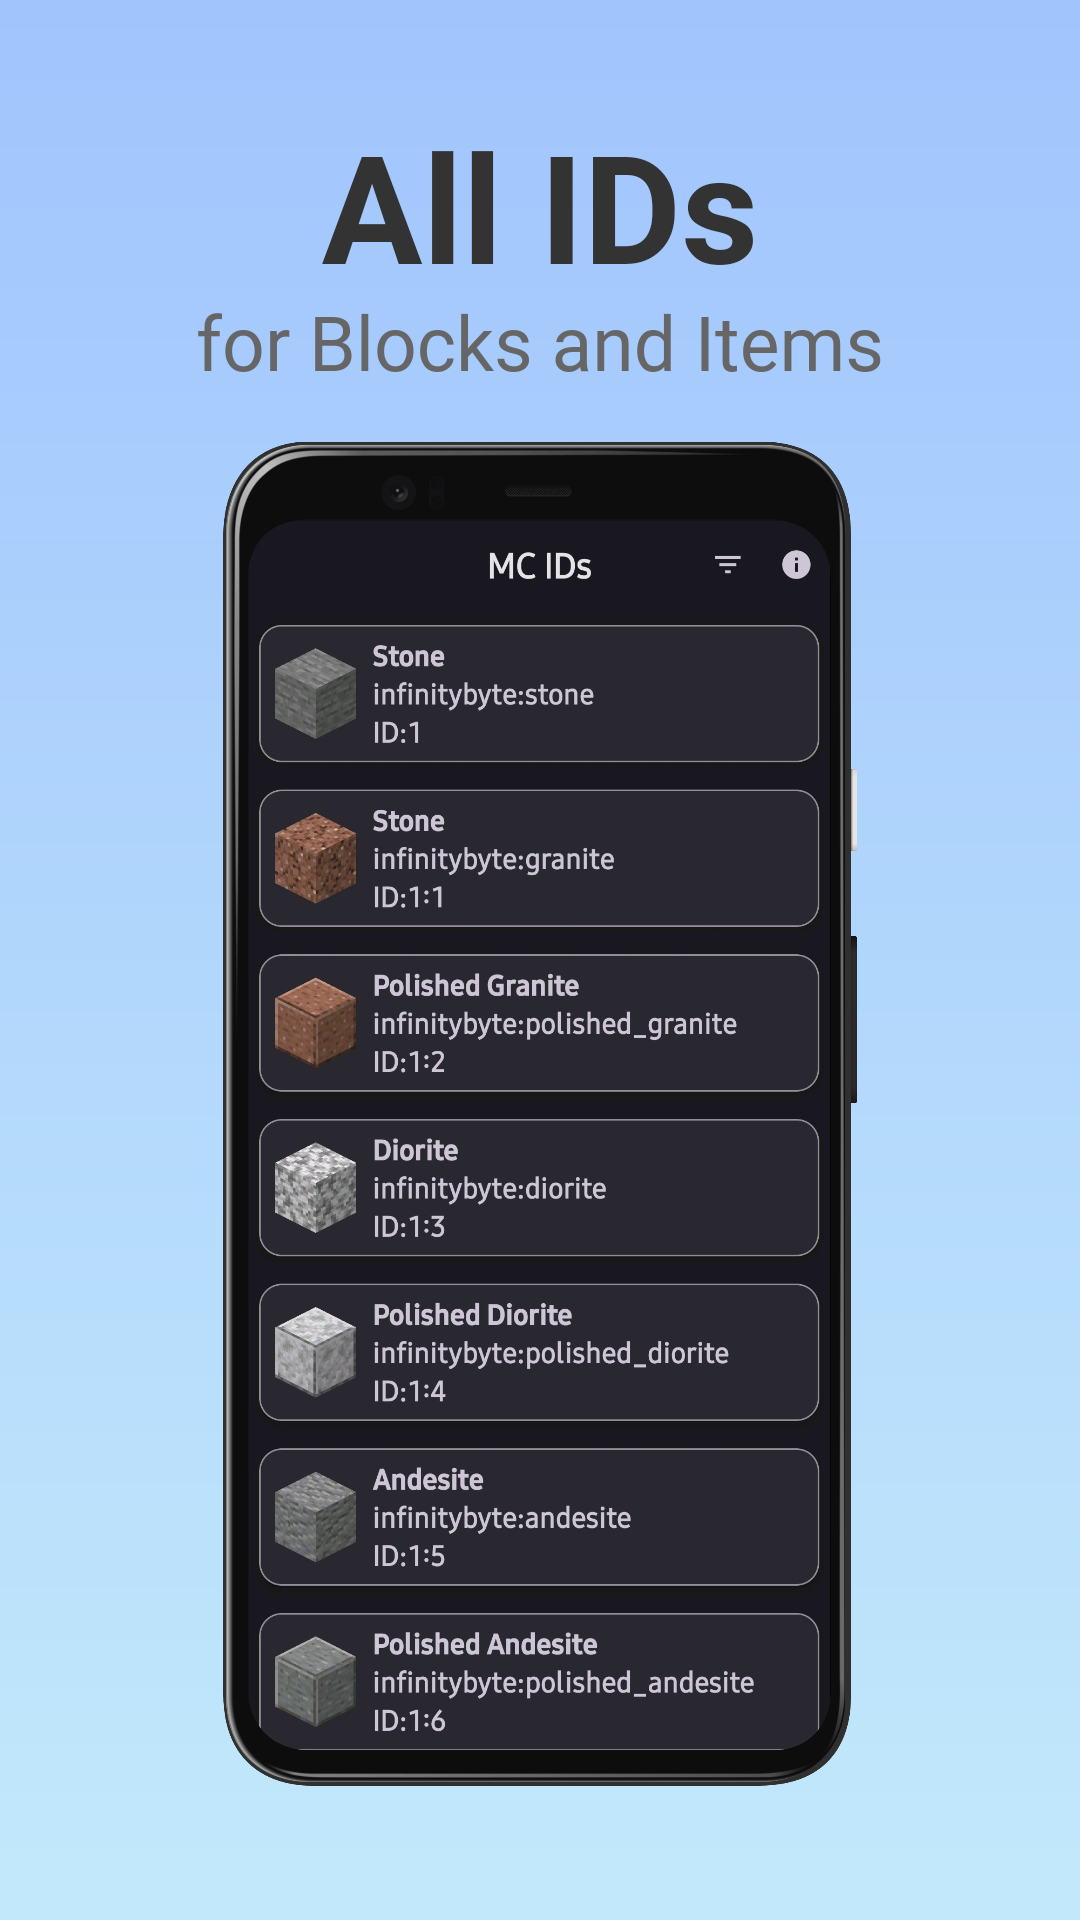 All IDs
for Blocks and Items
MC IDs
Stone
infinitybyte:stone
ID:1
Stone
infinitybyte:granite
ID:1:1
Polished Granite
infinitybyte:polished_granite
ID:1:2
Diorite
infinitybyte:diorite
ID:1:3
Polished Diorite
infinitybyte:polished_diorite
ID:1:4
Andesite
infinitybyte:andesite
ID:1:5
Polished Andesite
infinitybyte:polished_andesite
ID:1:6